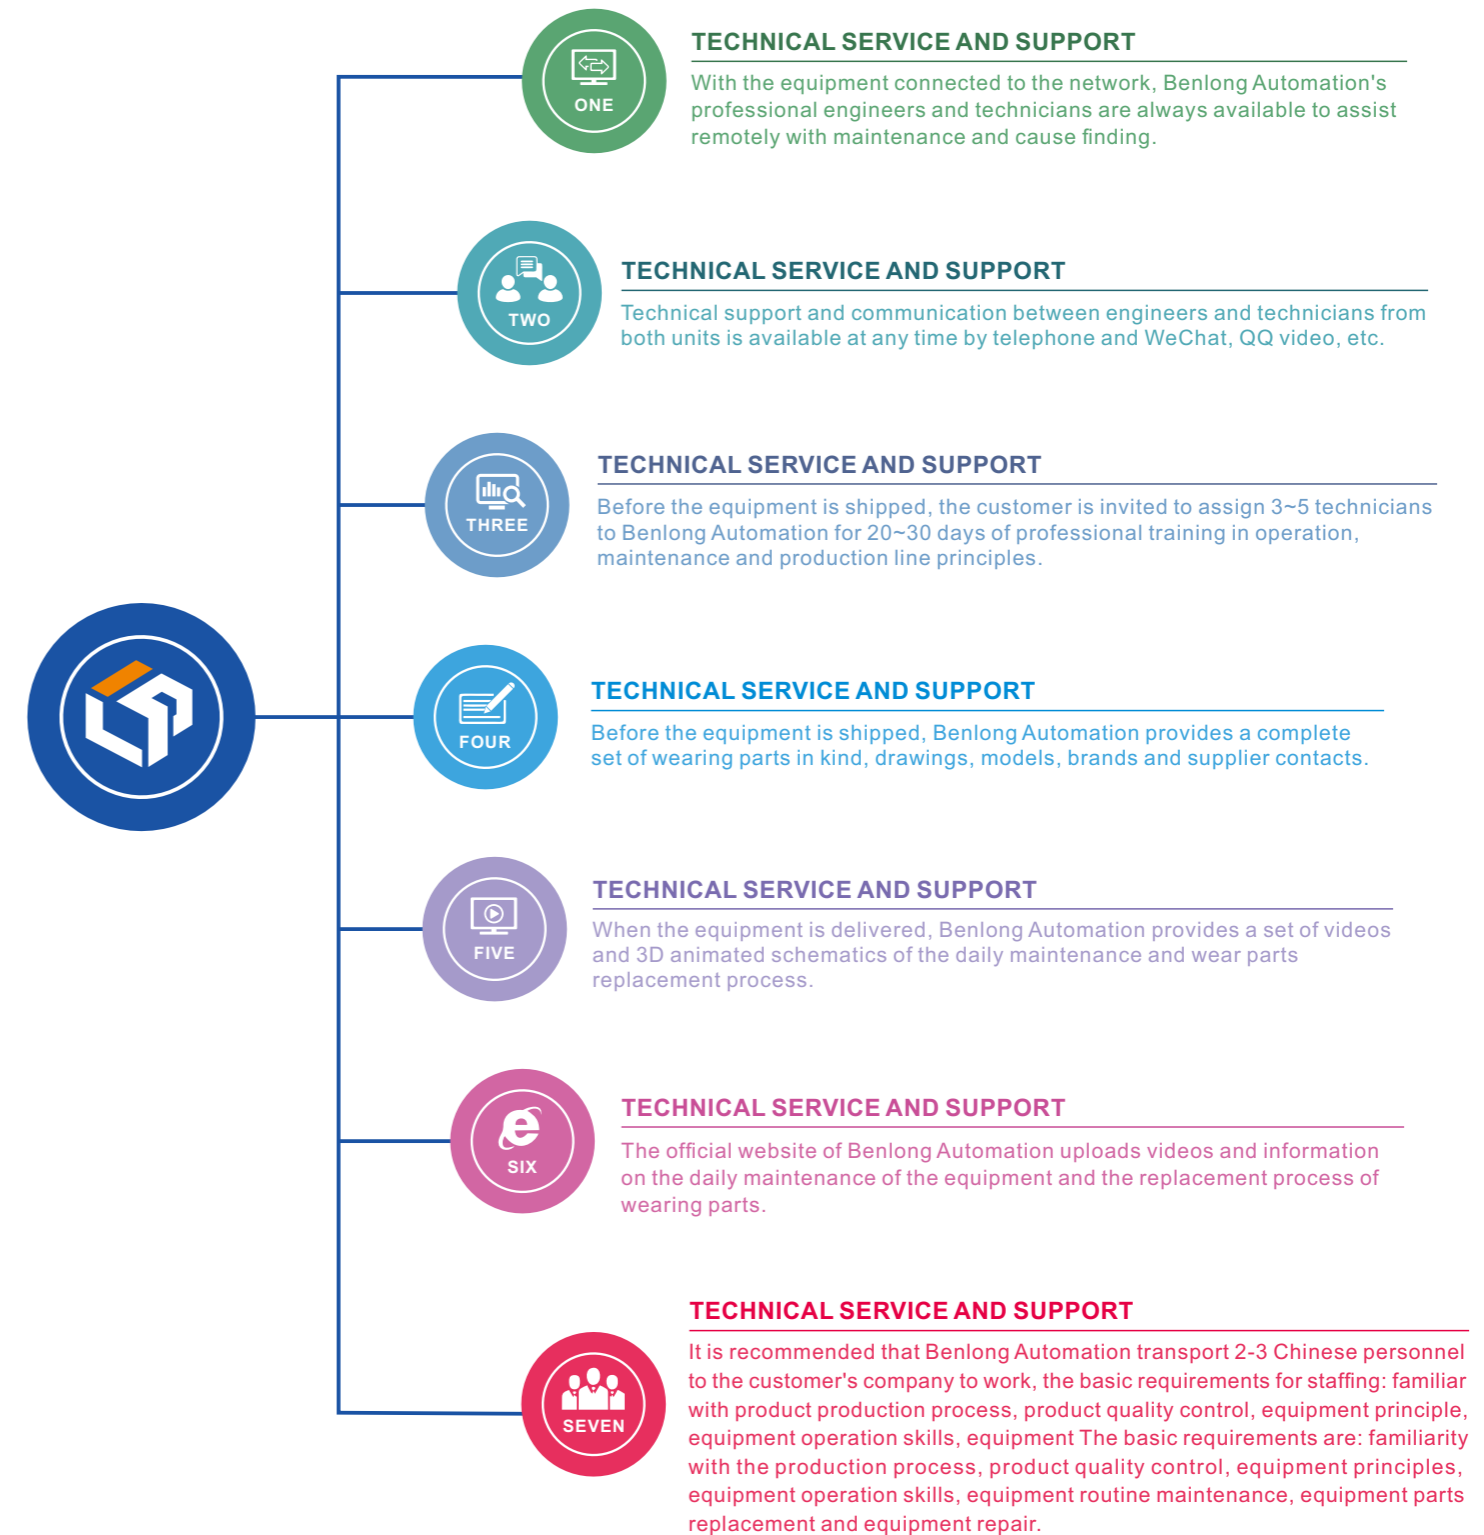 TECHNICAL SERVICE AND SUPPORT
With the equipment connected to the network, Benlong Automation's
professional engineers and technicians are always available to assist
remotely with maintenance and cause finding.
ONE
TECHNICAL SERVICE AND SUPPORT
Technical support and communication between engineers and technicians from
both units is available at any time by telephone and WeChat, QQ video, etc.
TWO
TECHNICAL SERVICE AND SUPPORT
Before the equipment is shipped, the customer is invited to assign 3~5 technicians
to Benlong Automation for 20~30 days of professional training in operation,
maintenance and production line principles.
THREE
TECHNICAL SERVICE AND SUPPORT
Before the equipment is shipped, Benlong Automation provides a complete
set of wearing parts in kind, drawings, models, brands and supplier contacts.
FOUR
TECHNICAL SERVICE AND SUPPORT
When the equipment is delivered, Benlong Automation provides a set of videos
and 3D animated schematics of the daily maintenance and wear parts
replacement process.
FIVE
TECHNICAL SERVICE AND SUPPORT
The official website of Benlong Automation uploads videos and information
on the daily maintenance of the equipment and the replacement process of
wearing parts.
SIX
TECHNICAL SERVICE AND SUPPORT
It is recommended that Benlong Automation transport 2-3 Chinese personnel
to the customer's company to work, the basic requirements for staffing: familiar
with product production process, product quality control, equipment principle,
equipment operation skills, equipment The basic requirements are: familiarity
with the production process, product quality control, equipment principles,
equipment operation skills, equipment routine maintenance, equipment parts
replacement and equipment repair.
SEVEN